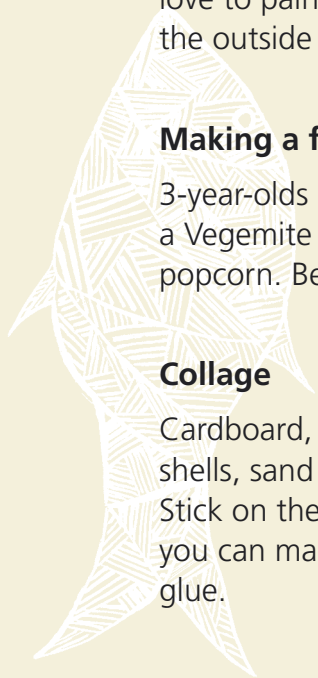 love to pain
the outside
Making a f
3-year-olds
a Vegemite
popcorn. Be
Collage
Cardboard,
shells, sand
Stick on the
you can ma
glue.